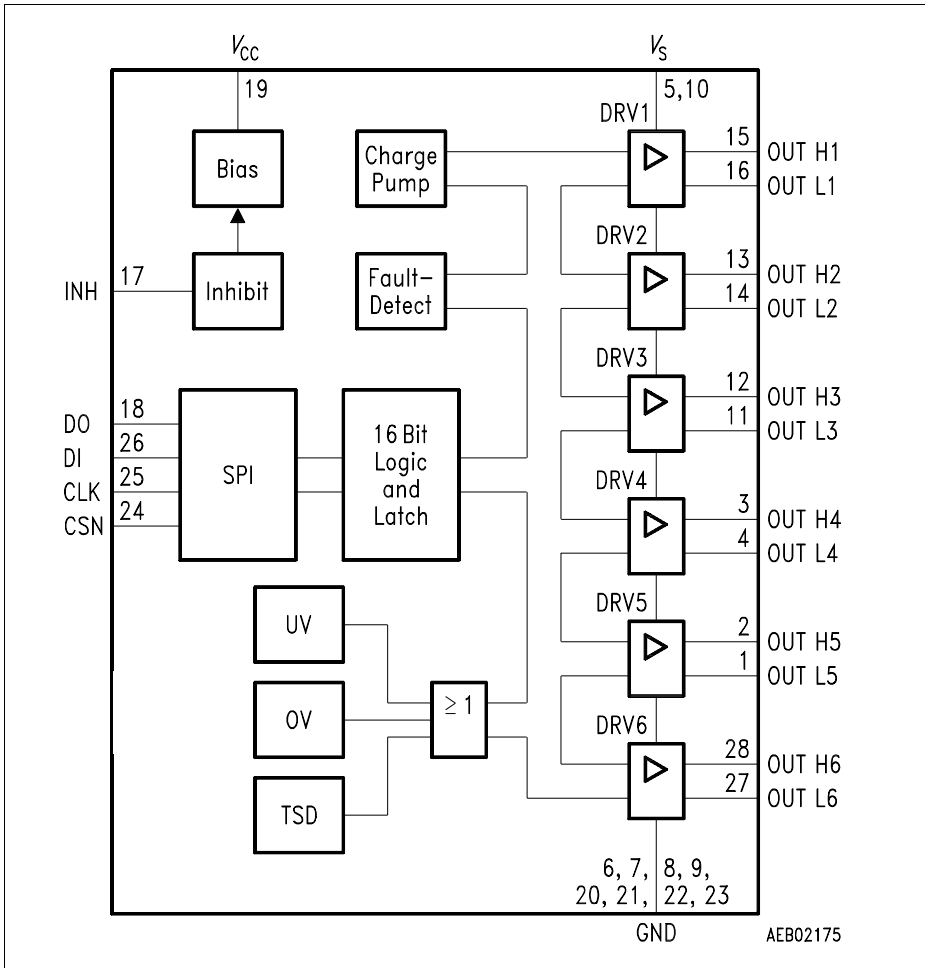 VCC
VS
19
5,10
DRV1
Bias
Charge
Pump
15
OUT H1
16
OUT L1
DRV2
INH
17
Inhibit
Fault-
Detect
13
OUT H2
14
OUT L2
DRV3
12
OUT H3
11
OUT L3
DO
18
DI
26
CLK
25
CSN
24
SPI
16 Bit
Logic
and
Latch
DRV4
3
OUT H4
4
OUT L4
UV
DRV5
2
OUT H5
1
OUT L5
OV
≥ 1
DRV6
28
OUT H6
27
OUT L6
TSD
6, 7, 8, 9,
20, 21, 22, 23
GND
AEB02175